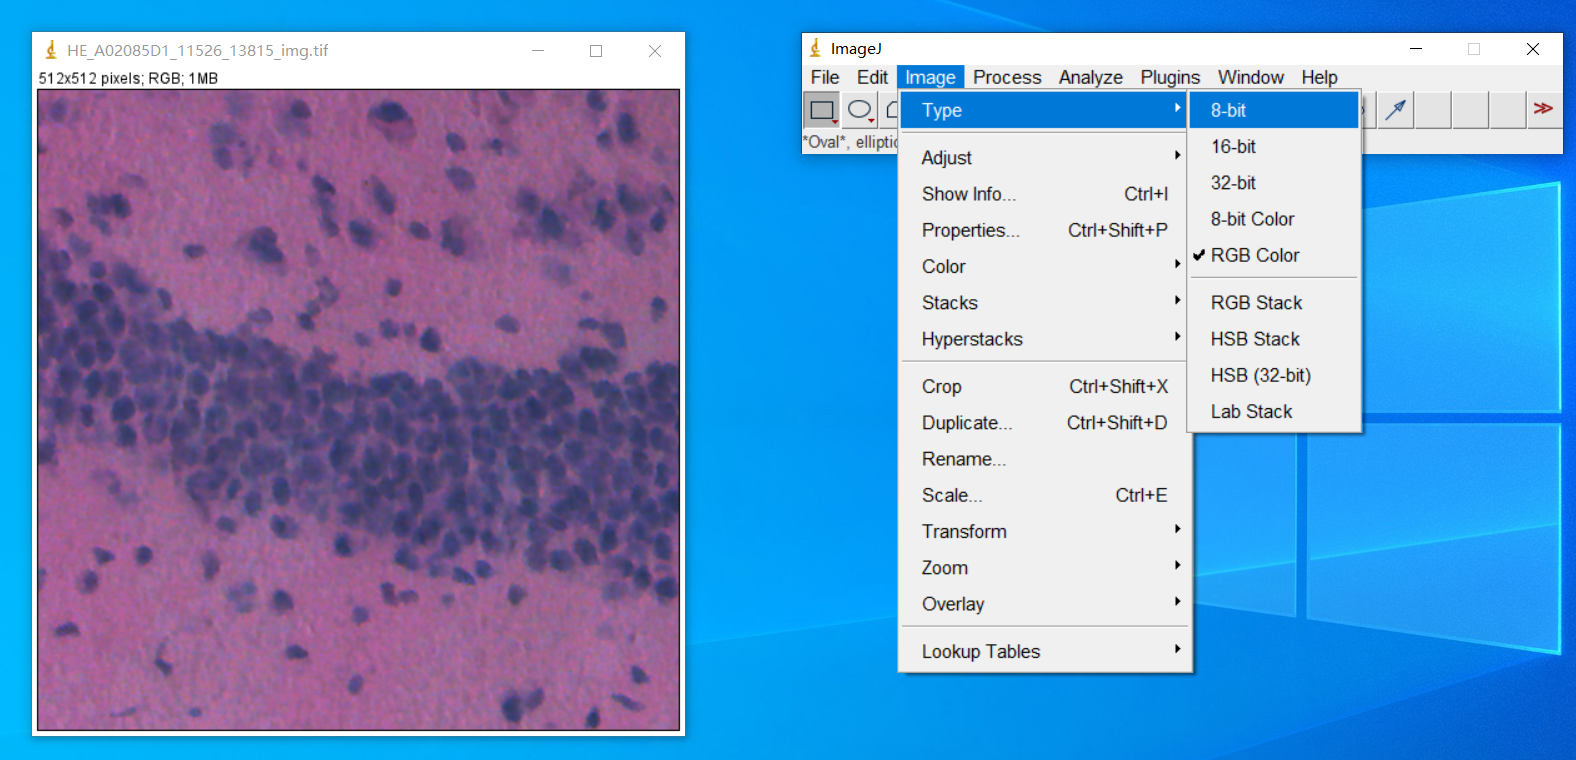 HE_A02085D1_11526_13815_img.tif
512x512 pixels; RGB; 1MB
ImageJ
File Edit Image Process Analyze Plugins Window Help
*Oval*, elliptic
Type
Adjust
Show Info... Ctrl+I
Properties... Ctrl+Shift+P
Color
Stacks
Hyperstacks
Crop Ctrl+Shift+X
Duplicate... Ctrl+Shift+D
Rename...
Scale... Ctrl+E
Transform
Zoom
Overlay
Lookup Tables
8-bit
16-bit
32-bit
8-bit Color
RGB Color
RGB Stack
HSB Stack
HSB (32-bit)
Lab Stack